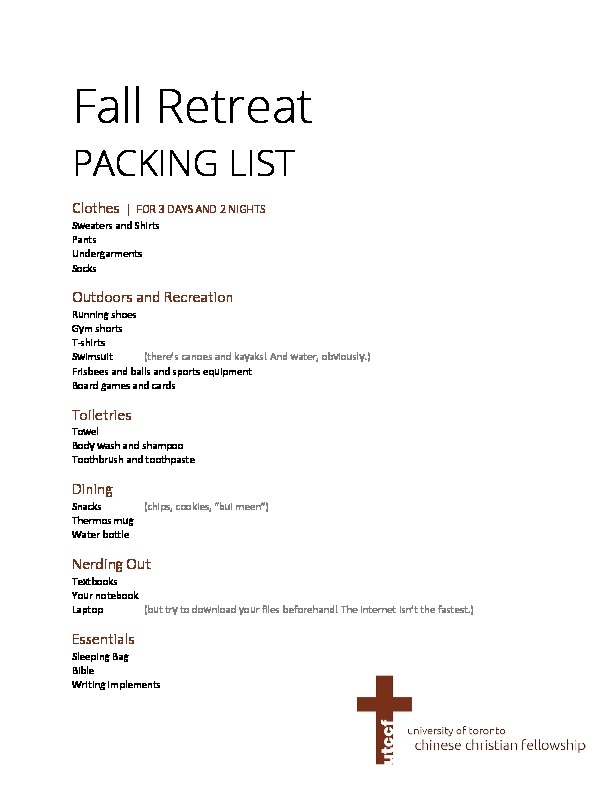 Fall Retreat
PACKING LIST
Clothes | FOR 3 DAYS AND 2 NIGHTS
Sweaters and Shirts
Pants
Undergarments
Socks
Outdoors and Recreation
Running shoes
Gym shorts
T-shirts
Swimsuit (there's canoes and kayaks! And water, obviously.)
Frisbees and balls and sports equipment
Board games and cards
Toiletries
Towel
Body wash and shampoo
Toothbrush and toothpaste
Dining
Snacks (chips, cookies, "bui meen")
Thermos mug
Water bottle
Nerding Out
Textbooks
Your notebook
Laptop (but try to download your files beforehand! The internet isn't the fastest.)
Essentials
Sleeping Bag
Bible
Writing implements
utccf
university of toronto
chinese christian fellowship